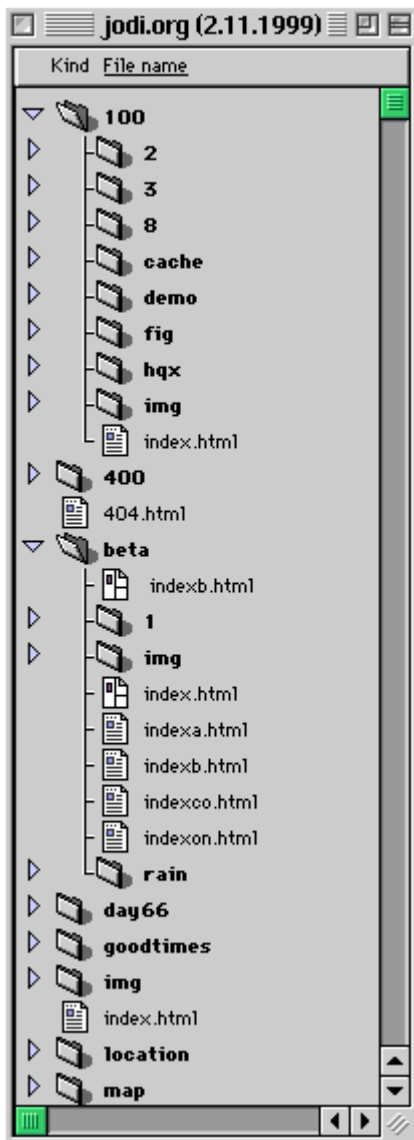 jodi.org (2.11.1999)
Kind File name
100
2
3
8
cache
demo
fig
hqx
img
index.html
400
404.html
beta
indexb.html
1
img
index.html
indexa.html
indexb.html
indexco.html
indexon.html
rain
day66
goodtimes
img
index.html
location
map